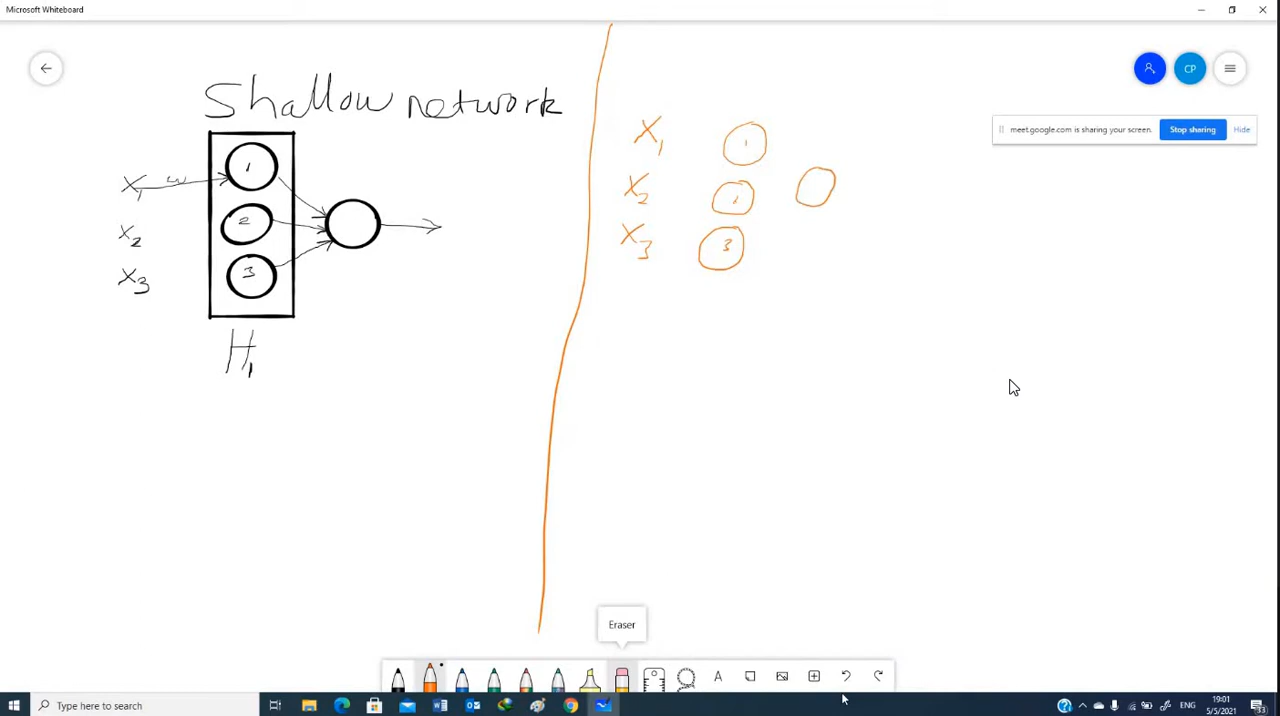 Microsoft Whiteboard
CP
meet.google.com is sharing your screen.
Stop sharing
Hide
Shallow network
X1 w 1
X2 2
X3 3
H1
X1 1
X2 1
X3 3
Eraser
A
Type here to search
ENG
19:01
5/5/2021